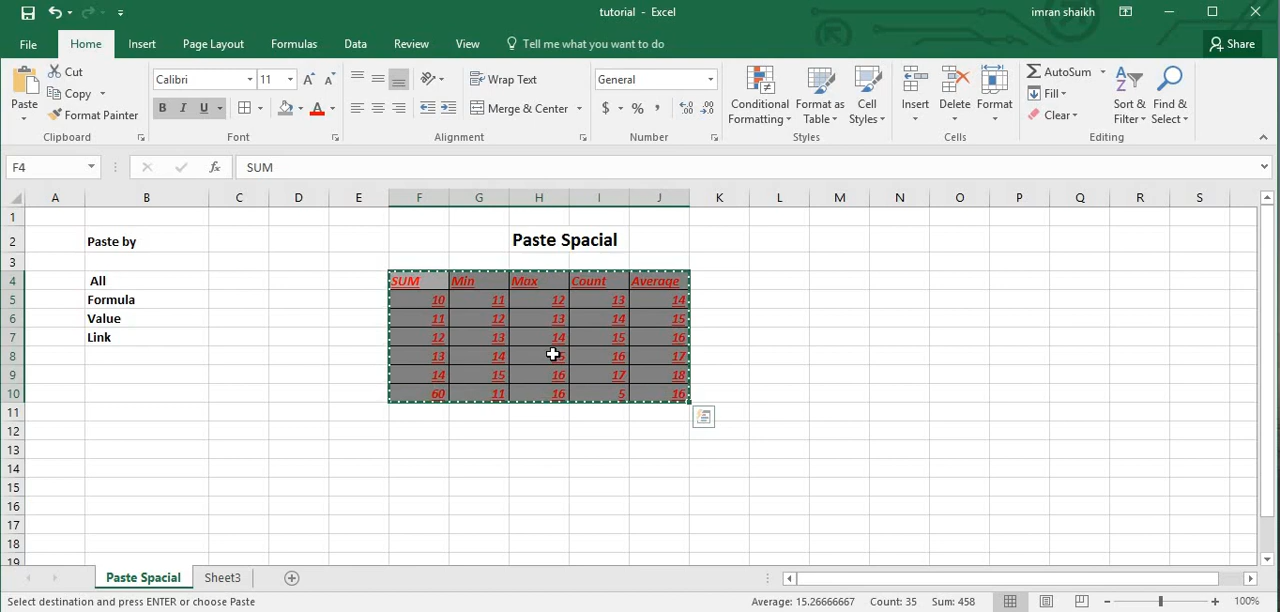 tutorial - Excel
imran shaikh
File Home Insert Page Layout Formulas Data Review View Tell me what you want to do Share
Paste
Cut
Copy
Format Painter
Clipboard
Calibri 11
B I U
A A
A
Font
Wrap Text
Merge & Center
Alignment
General
$ % ,
Number
Conditional Formatting
Format as Table
Cell Styles
Styles
Insert
Delete
Format
Cells
AutoSum
Fill
Clear
Sort & Filter
Find & Select
Editing
F4 fx SUM
A B C D E F G H I J K L M N O P Q R S
1
2 Paste by Paste Spacial
3
4 All SUM Min Max Count Average
5 Formula 10 11 12 13 14
6 Value 11 12 13 14 15
7 Link 12 13 14 15 16
8 13 14 16 17
9 14 15 16 17 18
10 60 11 16 5 16
11
12
13
14
15
16
17
18
19
Paste Spacial Sheet3
Select destination and press ENTER or choose Paste Average: 15.26666667 Count: 35 Sum: 458 100%